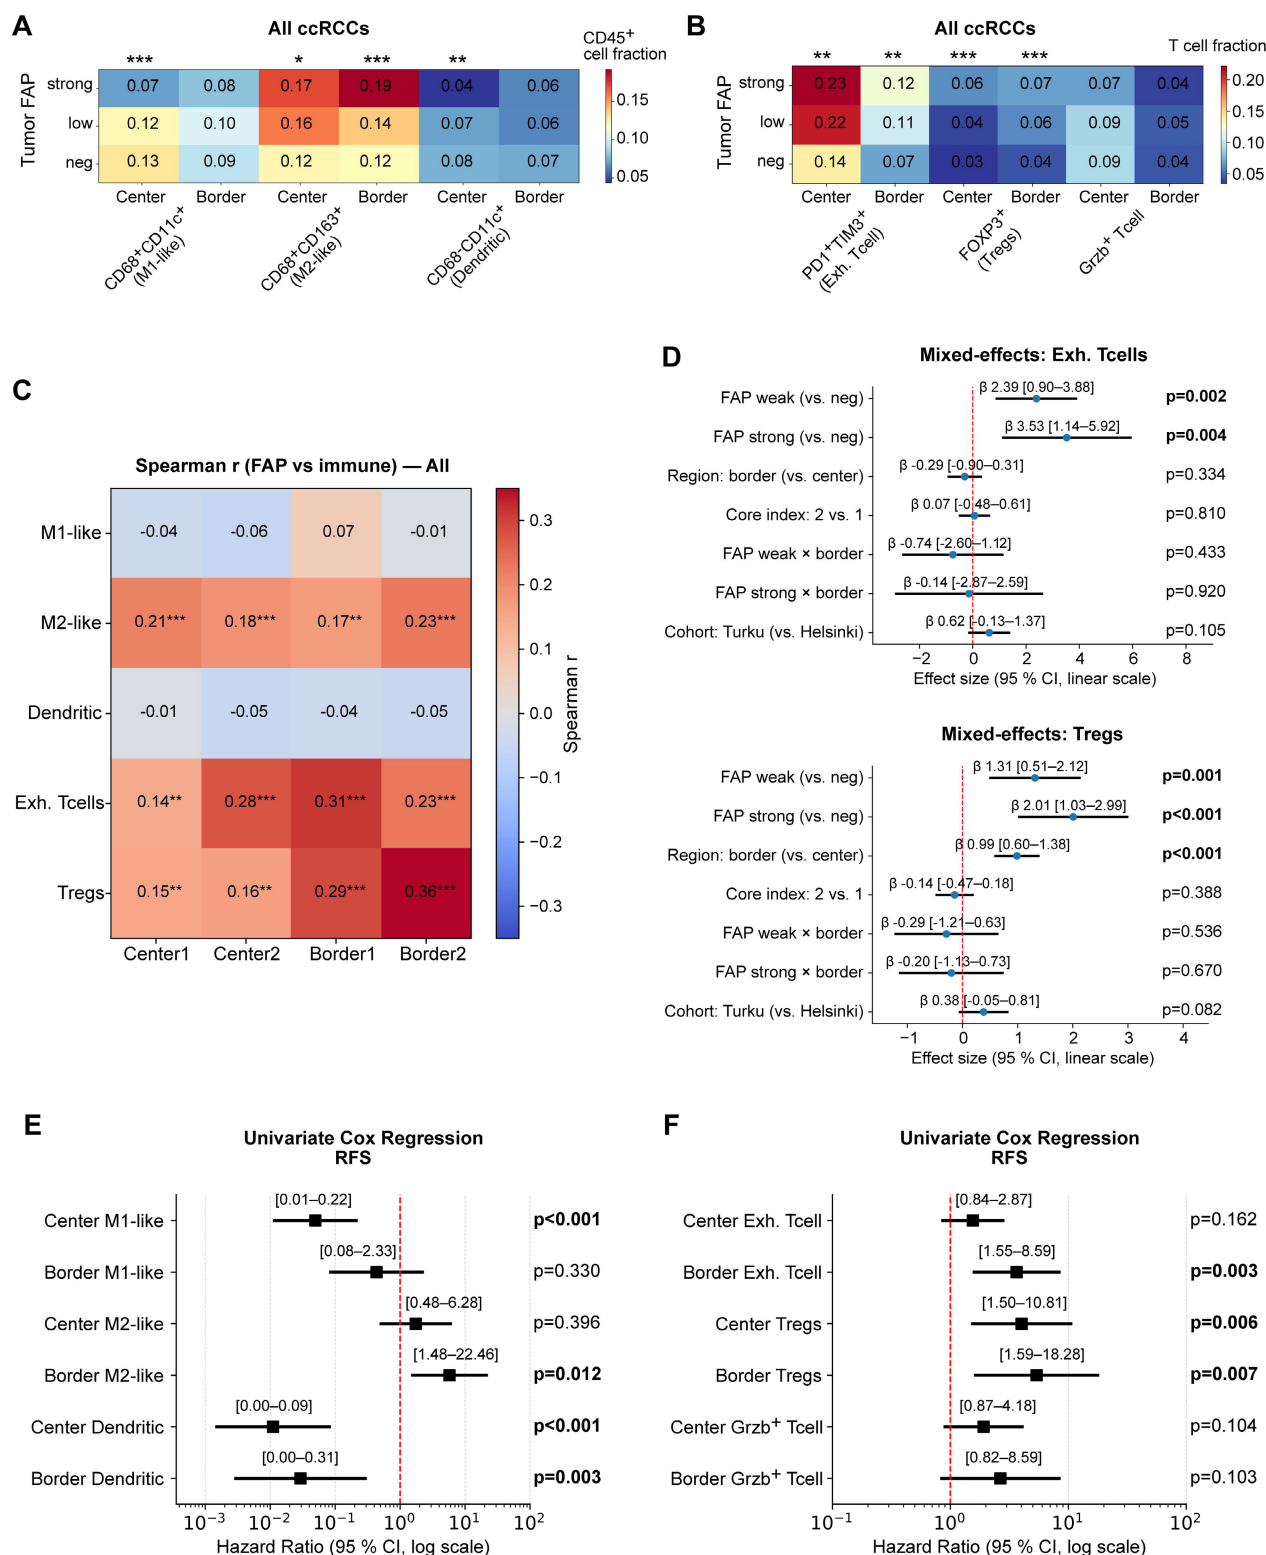 A
All ccRCCs
CD45+
cell fraction
*** * *** **
Tumor FAP
strong 0.07 0.08 0.17 0.19 0.04 0.06
low 0.12 0.10 0.16 0.14 0.07 0.06
neg 0.13 0.09 0.12 0.12 0.08 0.07
0.15
0.10
0.05
Center Border Center Border Center Border
CD68+CD11c+
(M1-like)
CD68+CD163+
(M2-like)
CD68-CD11c+
(Dendritic)
B
All ccRCCs
T cell fraction
** ** *** ***
Tumor FAP
strong 0.23 0.12 0.06 0.07 0.07 0.04
low 0.22 0.11 0.04 0.06 0.09 0.05
neg 0.14 0.07 0.03 0.04 0.09 0.04
0.20
0.15
0.10
0.05
Center Border Center Border Center Border
PD1+TIM3+
(Exh. Tcell)
FOXP3+
(Tregs)
Grzb+ Tcell
C
Spearman r (FAP vs immune) — All
M1-like -0.04 -0.06 0.07 -0.01
M2-like 0.21*** 0.18*** 0.17** 0.23***
Dendritic -0.01 -0.05 -0.04 -0.05
Exh. Tcells 0.14** 0.28*** 0.31*** 0.23***
Tregs 0.15** 0.16** 0.29*** 0.36***
Center1 Center2 Border1 Border2
0.3
0.2
0.1
0.0
−0.1
−0.2
−0.3
Spearman r
D
Mixed-effects: Exh. Tcells
FAP weak (vs. neg) β 2.39 [0.90–3.88] p=0.002
FAP strong (vs. neg) β 3.53 [1.14–5.92] p=0.004
Region: border (vs. center) β -0.29 [-0.90–0.31] p=0.334
Core index: 2 vs. 1 β 0.07 [-0.48–0.61] p=0.810
FAP weak × border β -0.74 [-2.60–1.12] p=0.433
FAP strong × border β -0.14 [-2.87–2.59] p=0.920
Cohort: Turku (vs. Helsinki) β 0.62 [-0.13–1.37] p=0.105
−2 0 2 4 6 8
Effect size (95 % CI, linear scale)
Mixed-effects: Tregs
FAP weak (vs. neg) β 1.31 [0.51–2.12] p=0.001
FAP strong (vs. neg) β 2.01 [1.03–2.99] p<0.001
Region: border (vs. center) β 0.99 [0.60–1.38] p<0.001
Core index: 2 vs. 1 β -0.14 [-0.47–0.18] p=0.388
FAP weak × border β -0.29 [-1.21–0.63] p=0.536
FAP strong × border β -0.20 [-1.13–0.73] p=0.670
Cohort: Turku (vs. Helsinki) β 0.38 [-0.05–0.81] p=0.082
−1 0 1 2 3 4
Effect size (95 % CI, linear scale)
E
Univariate Cox Regression
RFS
Center M1-like [0.01–0.22] p<0.001
Border M1-like [0.08–2.33] p=0.330
Center M2-like [0.48–6.28] p=0.396
Border M2-like [1.48–22.46] p=0.012
Center Dendritic [0.00–0.09] p<0.001
Border Dendritic [0.00–0.31] p=0.003
10−3 10−2 10−1 100 101 102
Hazard Ratio (95 % CI, log scale)
F
Univariate Cox Regression
RFS
Center Exh. Tcell [0.84–2.87] p=0.162
Border Exh. Tcell [1.55–8.59] p=0.003
Center Tregs [1.50–10.81] p=0.006
Border Tregs [1.59–18.28] p=0.007
Center Grzb+ Tcell [0.87–4.18] p=0.104
Border Grzb+ Tcell [0.82–8.59] p=0.103
10−1 100 101 102
Hazard Ratio (95 % CI, log scale)